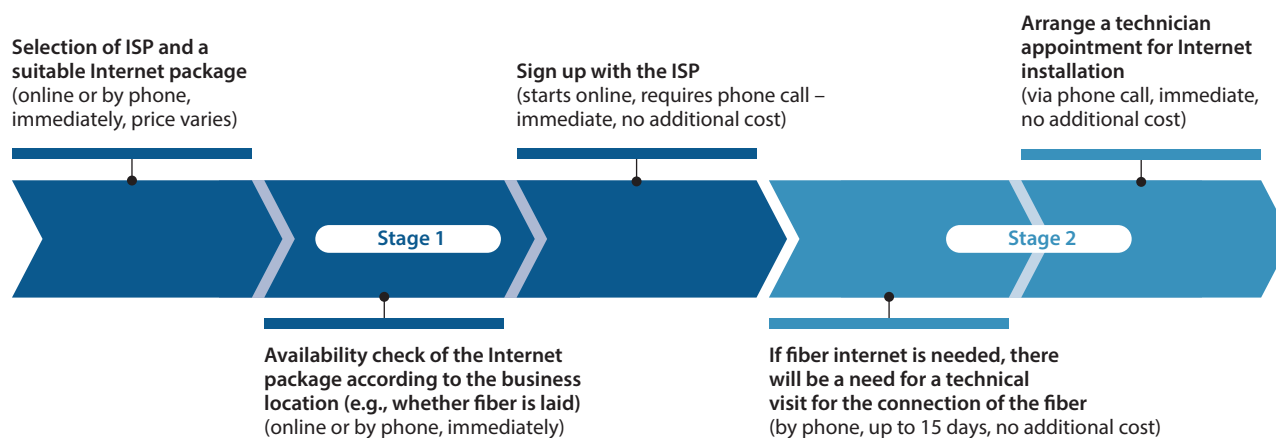 Selection of ISP and a
suitable Internet package
(online or by phone,
immediately, price varies)
Sign up with the ISP
(starts online, requires phone call –
immediate, no additional cost)
Arrange a technician
appointment for Internet
installation
(via phone call, immediate,
no additional cost)
Stage 1
Stage 2
Availability check of the Internet
package according to the business
location (e.g., whether fiber is laid)
(online or by phone, immediately)
If fiber internet is needed, there
will be a need for a technical
visit for the connection of the fiber
(by phone, up to 15 days, no additional cost)